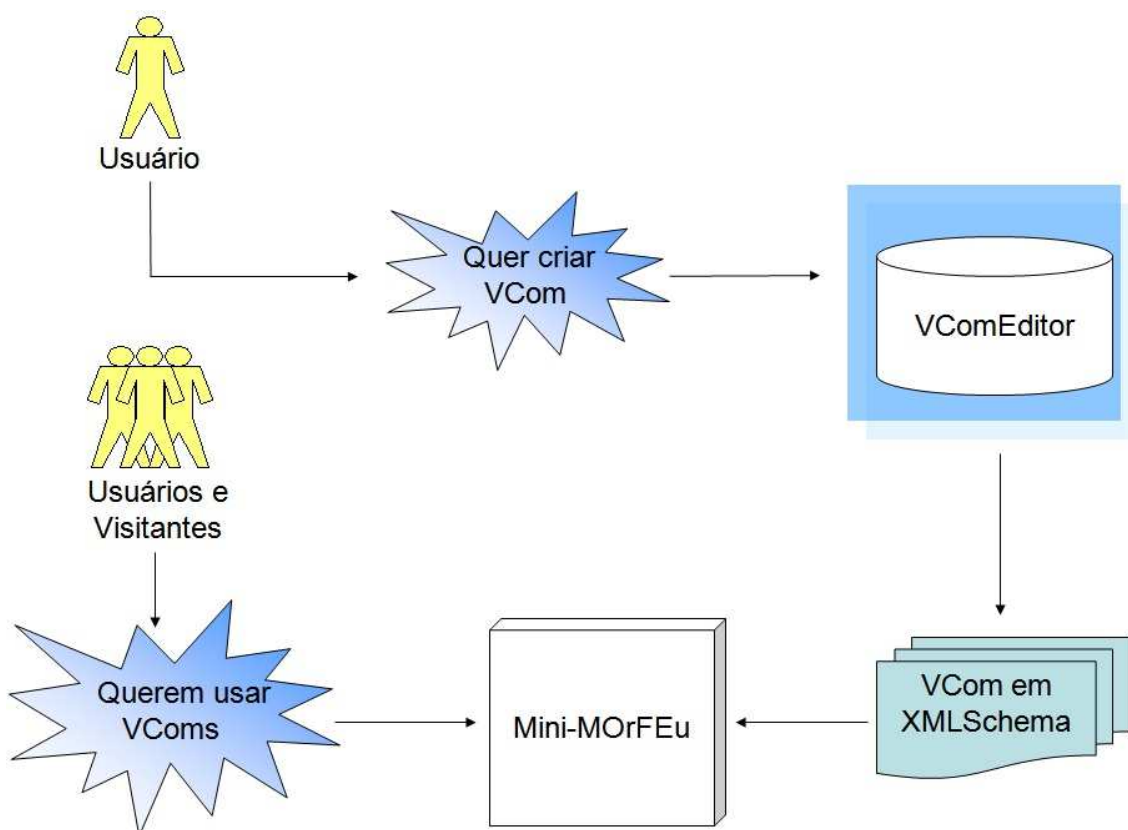 Usuário
Quer criar
VCom
VComEditor
Usuários e
Visitantes
Querem usar
VComs
Mini-MOrFEu
VCom em
XMLSchema